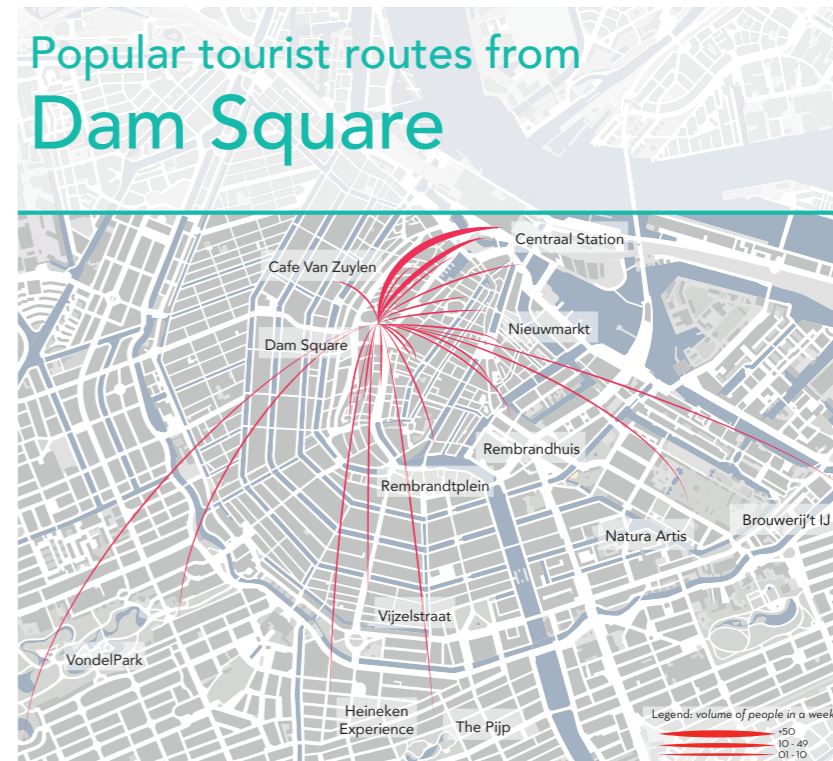 Popular tourist routes from
Dam Square
Centraal Station
Cafe Van Zuylen
Nieuwmarkt
Dam Square
Rembrandhuis
Rembrandtplein
Brouwerij't IJ
Natura Artis
Vijzelstraat
VondelPark
Heineken
Experience
The Pijp
Legend: volume of people in a week
+50
10 - 49
01 - 10